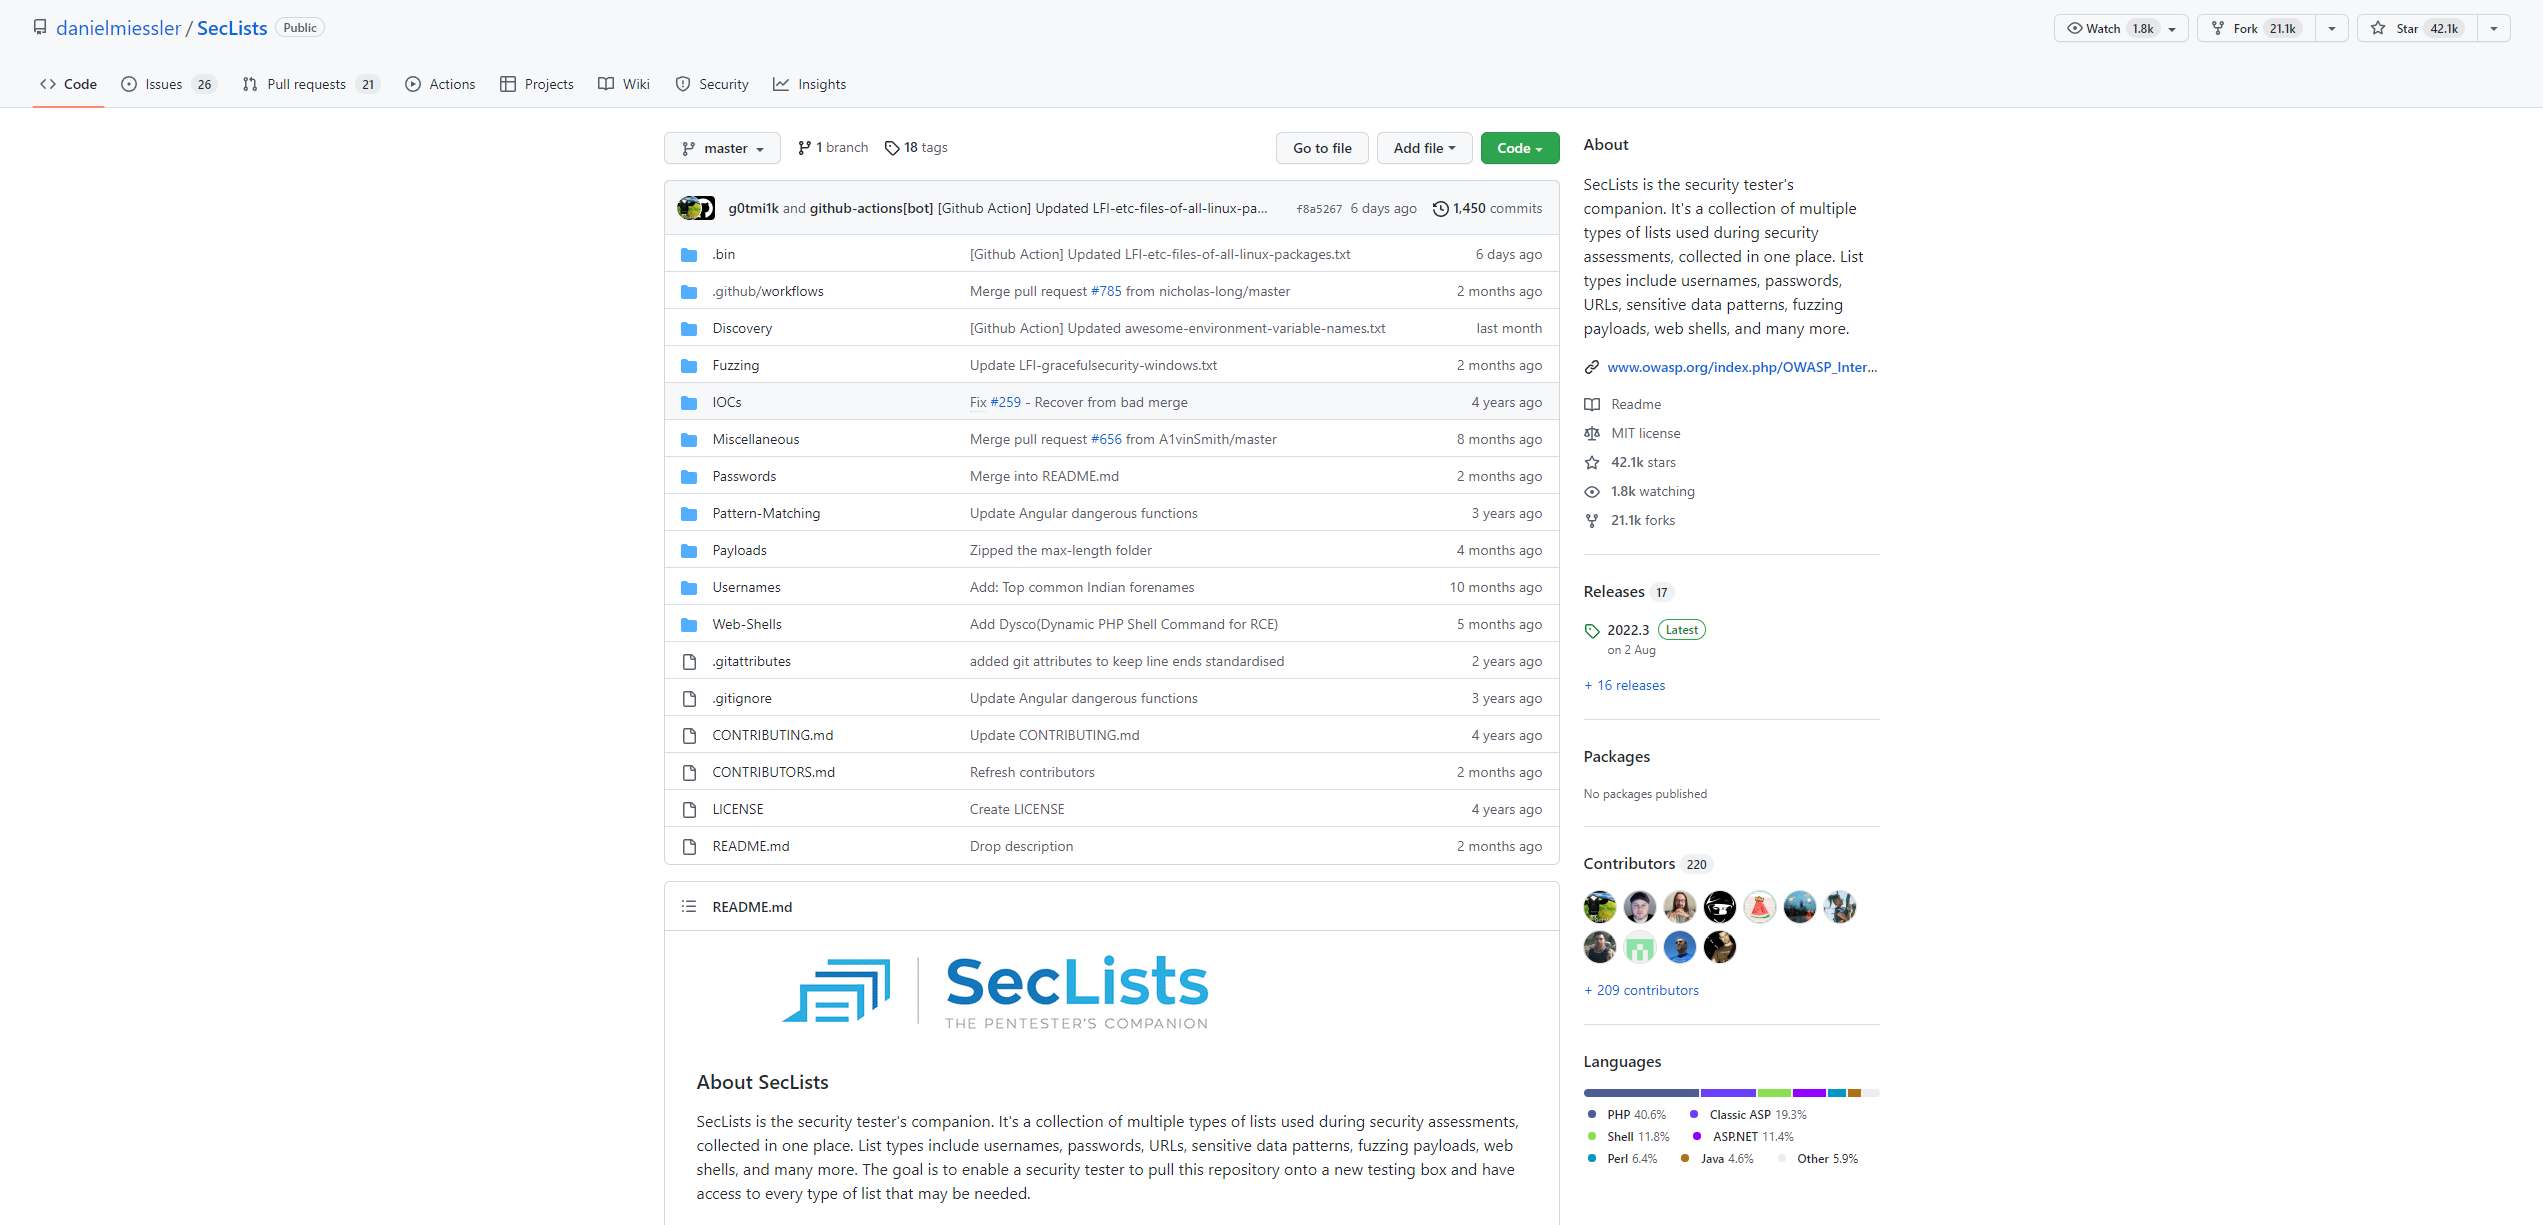 danielmiessler / SecLists Public
Watch 1.8k
Fork 21.1k
Star 42.1k
Code
Issues 26
Pull requests 21
Actions
Projects
Wiki
Security
Insights
master
1 branch
18 tags
Go to file
Add file
Code
g0tmi1k and github-actions[bot] [Github Action] Updated LFI-etc-files-of-all-linux-pa... f8a5267 6 days ago 1,450 commits
.bin [Github Action] Updated LFI-etc-files-of-all-linux-packages.txt 6 days ago
.github/workflows Merge pull request #785 from nicholas-long/master 2 months ago
Discovery [Github Action] Updated awesome-environment-variable-names.txt last month
Fuzzing Update LFI-gracefulsecurity-windows.txt 2 months ago
IOCs Fix #259 - Recover from bad merge 4 years ago
Miscellaneous Merge pull request #656 from A1vinSmith/master 8 months ago
Passwords Merge into README.md 2 months ago
Pattern-Matching Update Angular dangerous functions 3 years ago
Payloads Zipped the max-length folder 4 months ago
Usernames Add: Top common Indian forenames 10 months ago
Web-Shells Add Dysco(Dynamic PHP Shell Command for RCE) 5 months ago
.gitattributes added git attributes to keep line ends standardised 2 years ago
.gitignore Update Angular dangerous functions 3 years ago
CONTRIBUTING.md Update CONTRIBUTING.md 4 years ago
CONTRIBUTORS.md Refresh contributors 2 months ago
LICENSE Create LICENSE 4 years ago
README.md Drop description 2 months ago
README.md
SecLists
THE PENTESTER'S COMPANION
About SecLists
SecLists is the security tester's companion. It's a collection of multiple types of lists used during security assessments,
collected in one place. List types include usernames, passwords, URLs, sensitive data patterns, fuzzing payloads, web
shells, and many more. The goal is to enable a security tester to pull this repository onto a new testing box and have
access to every type of list that may be needed.
About
SecLists is the security tester's
companion. It's a collection of multiple
types of lists used during security
assessments, collected in one place. List
types include usernames, passwords,
URLs, sensitive data patterns, fuzzing
payloads, web shells, and many more.
www.owasp.org/index.php/OWASP_Inter...
Readme
MIT license
42.1k stars
1.8k watching
21.1k forks
Releases 17
2022.3 Latest
on 2 Aug
+ 16 releases
Packages
No packages published
Contributors 220
+ 209 contributors
Languages
PHP 40.6% Classic ASP 19.3%
Shell 11.8% ASP.NET 11.4%
Perl 6.4% Java 4.6% Other 5.9%